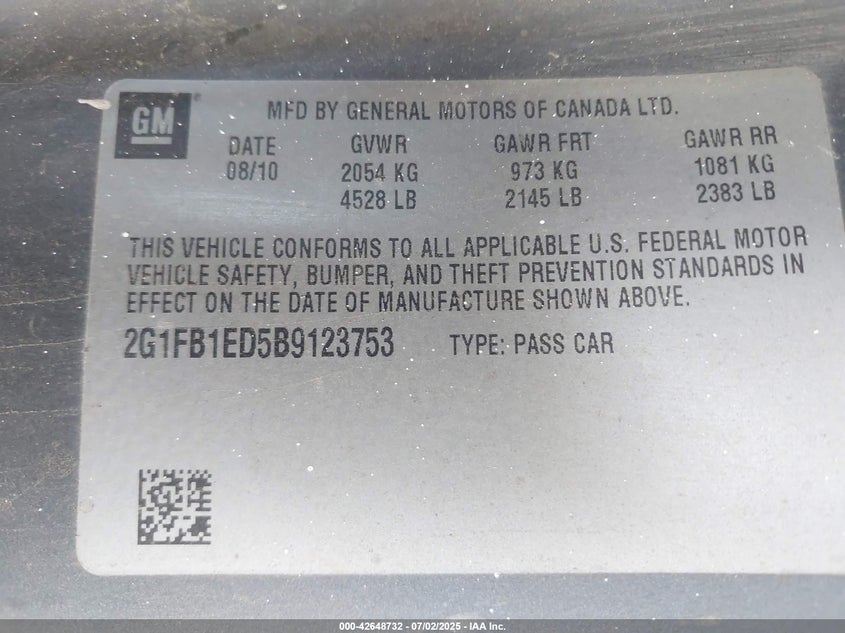 GM® MFD BY GENERAL MOTORS OF CANADA LTD.
DATE GVWR GAWR FRT GAWR RR
08/10 2054 KG 973 KG 1081 KG
4528 LB 2145 LB 2383 LB
THIS VEHICLE CONFORMS TO ALL APPLICABLE U.S. FEDERAL MOTOR
VEHICLE SAFETY, BUMPER, AND THEFT PREVENTION STANDARDS IN
EFFECT ON THE DATE OF MANUFACTURE SHOWN ABOVE.
2G1FB1ED5B9123753 TYPE: PASS CAR
000-42648732 - 07/02/2025 - IAA Inc.